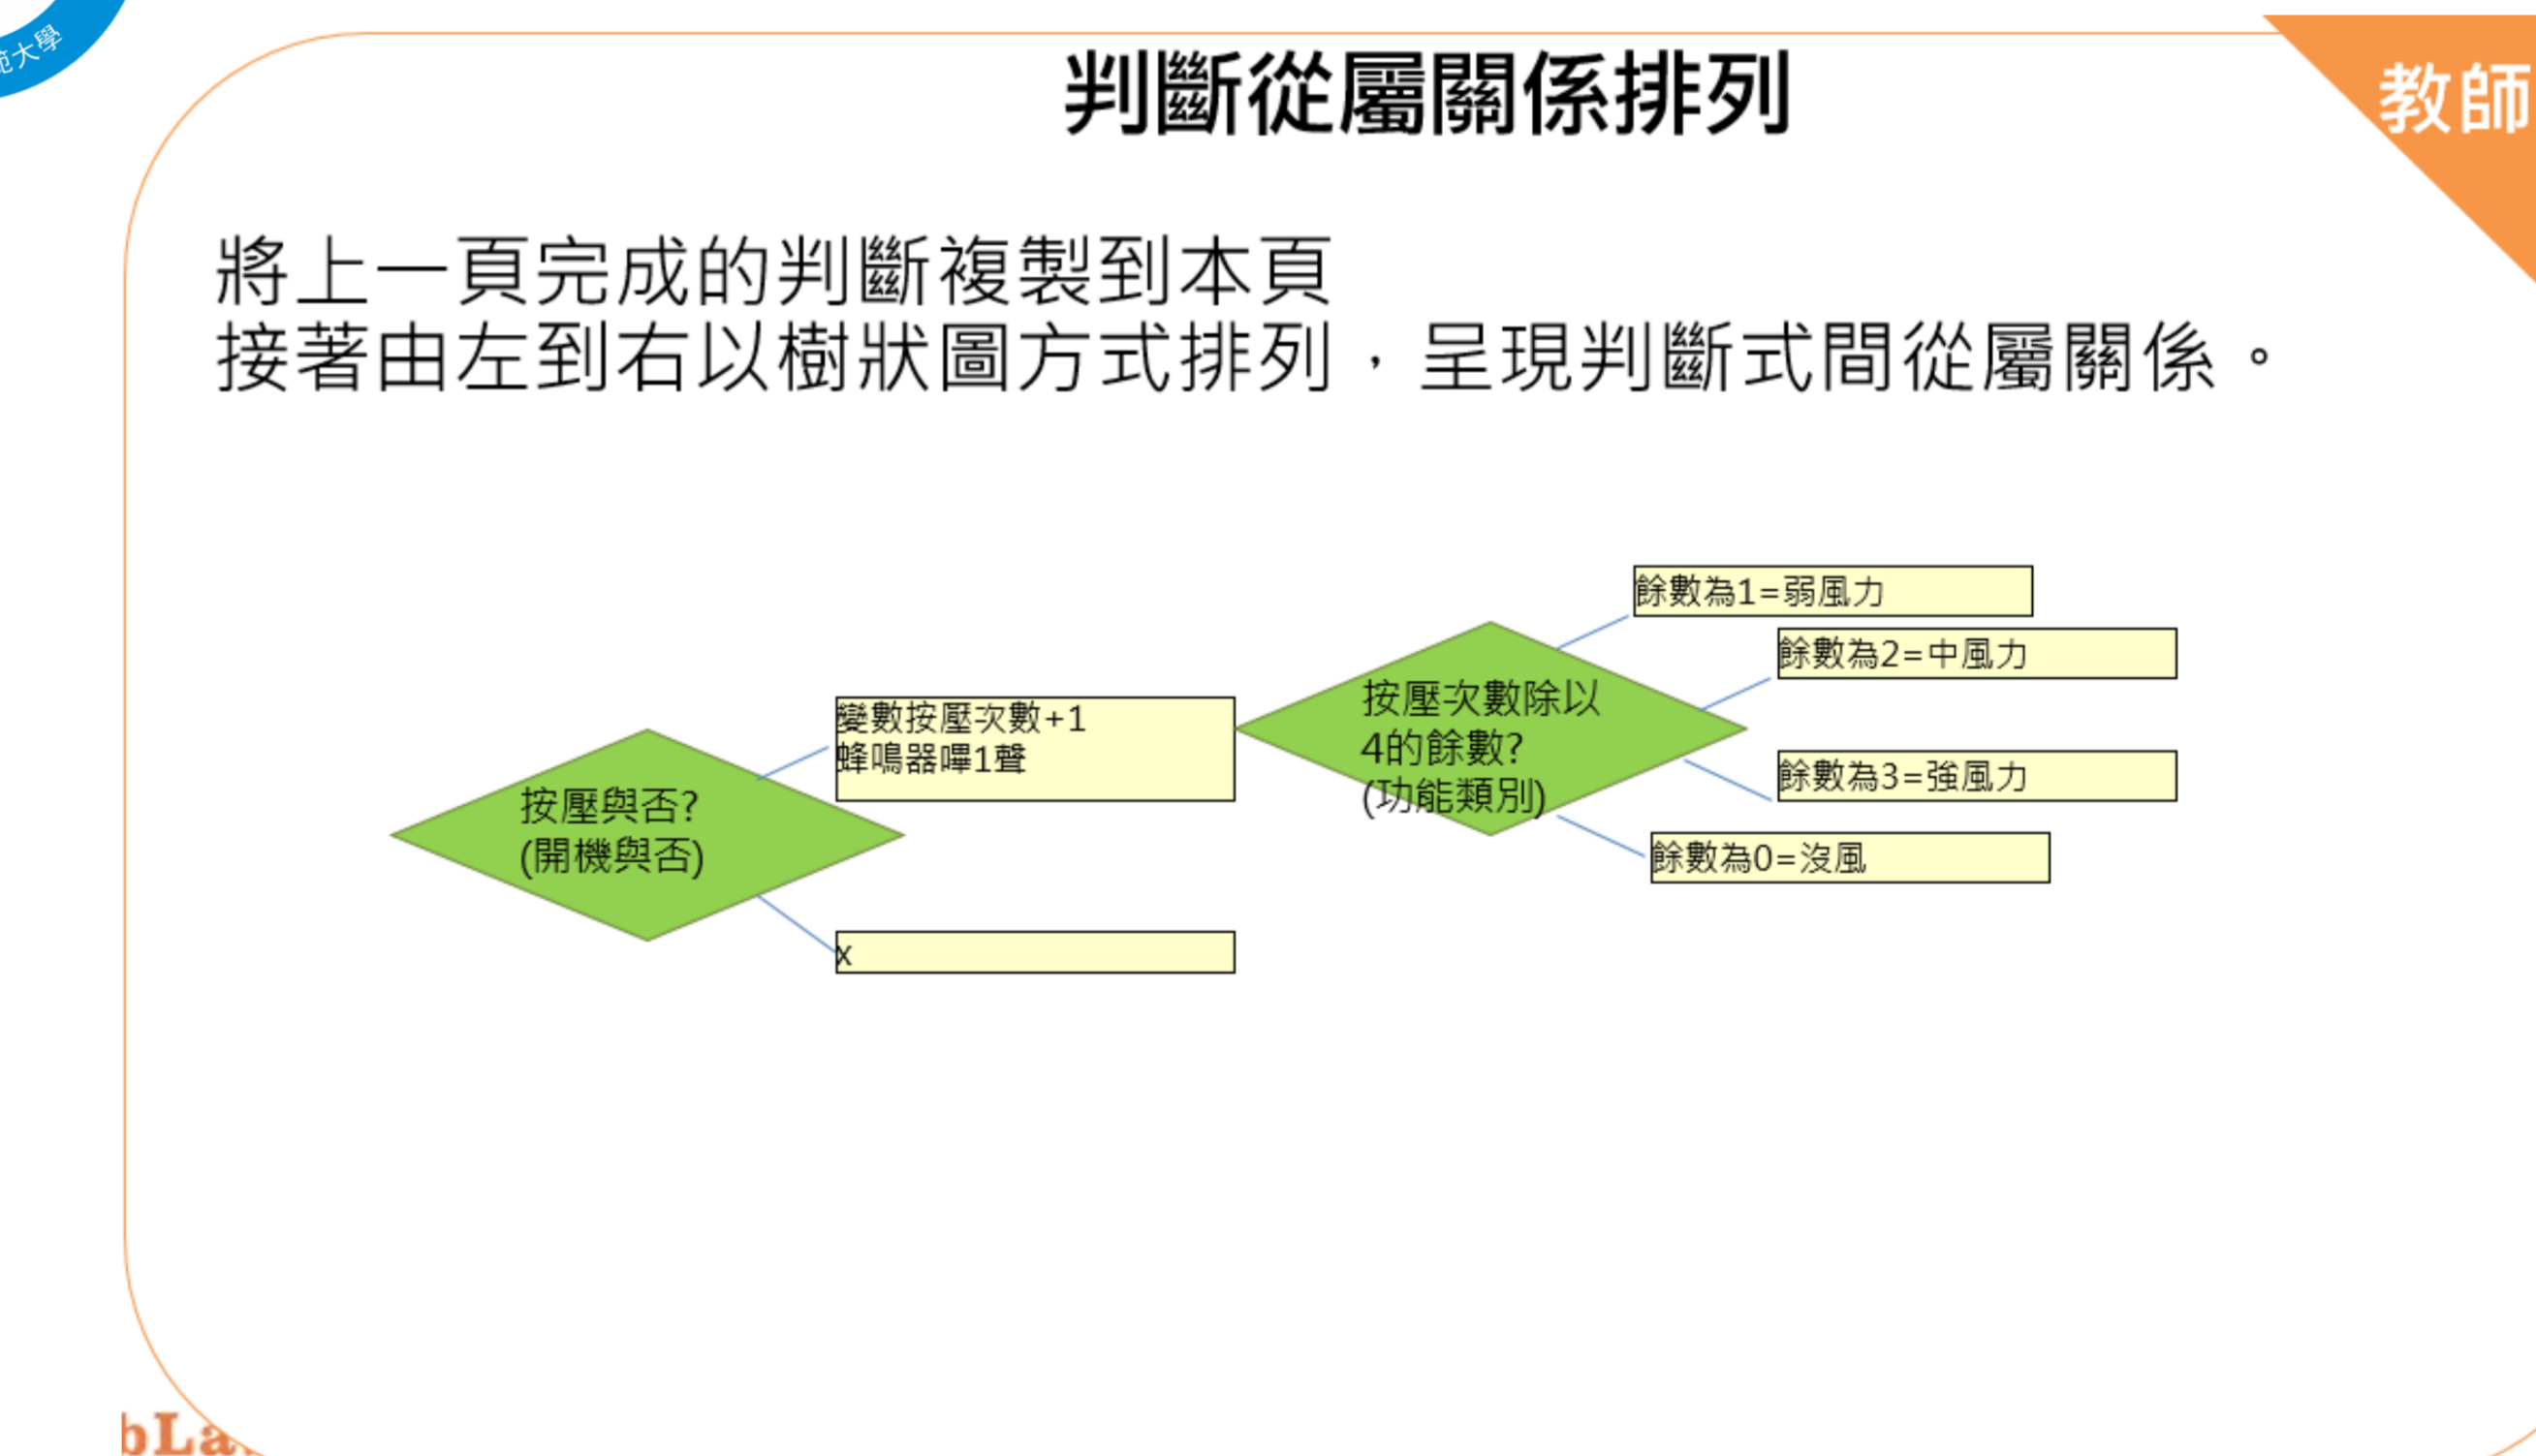 範大學
判斷從屬關係排列
教師
將上一頁完成的判斷複製到本頁
接著由左到右以樹狀圖方式排列，呈現判斷式間從屬關係。
按壓與否?
(開機與否)
變數按壓次數+1
蜂鳴器嗶1聲
x
按壓次數除以
4的餘數?
(功能類別)
餘數為1=弱風力
餘數為2=中風力
餘數為3=強風力
餘數為0=沒風
bLa